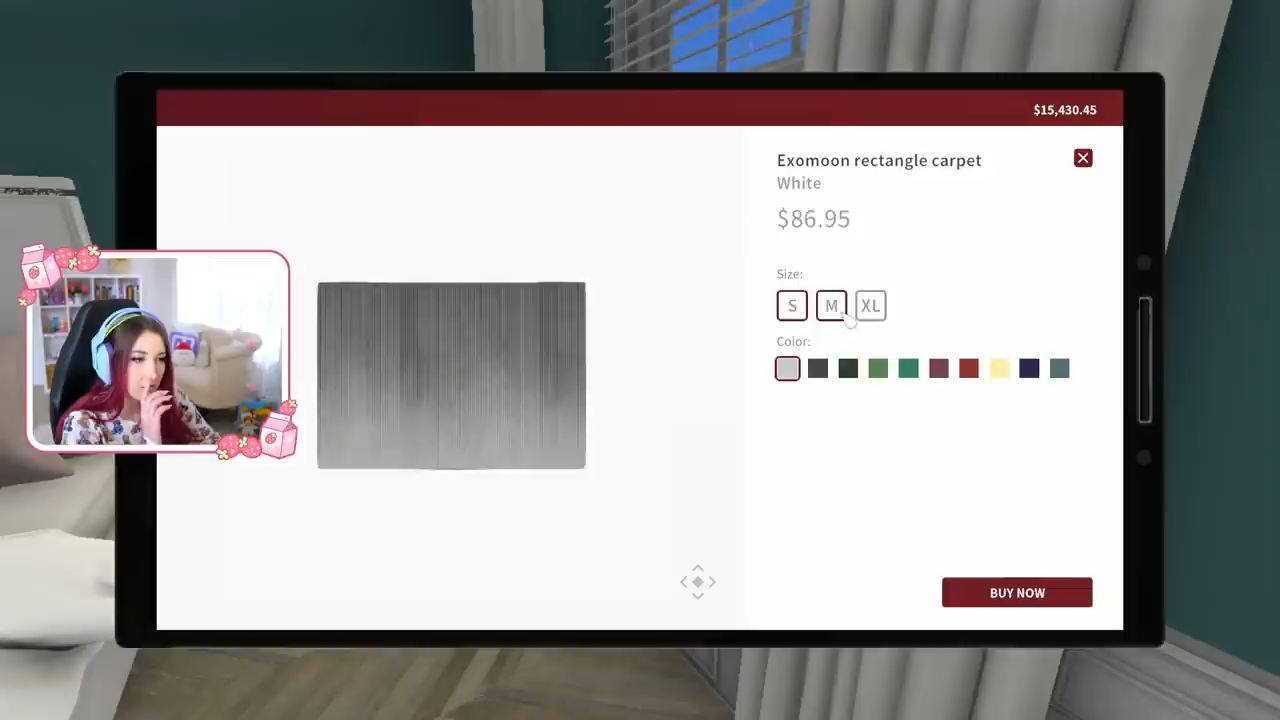 $15,430.45
Exomoon rectangle carpet
White
$86.95
Size:
S M XL
Color:
BUY NOW